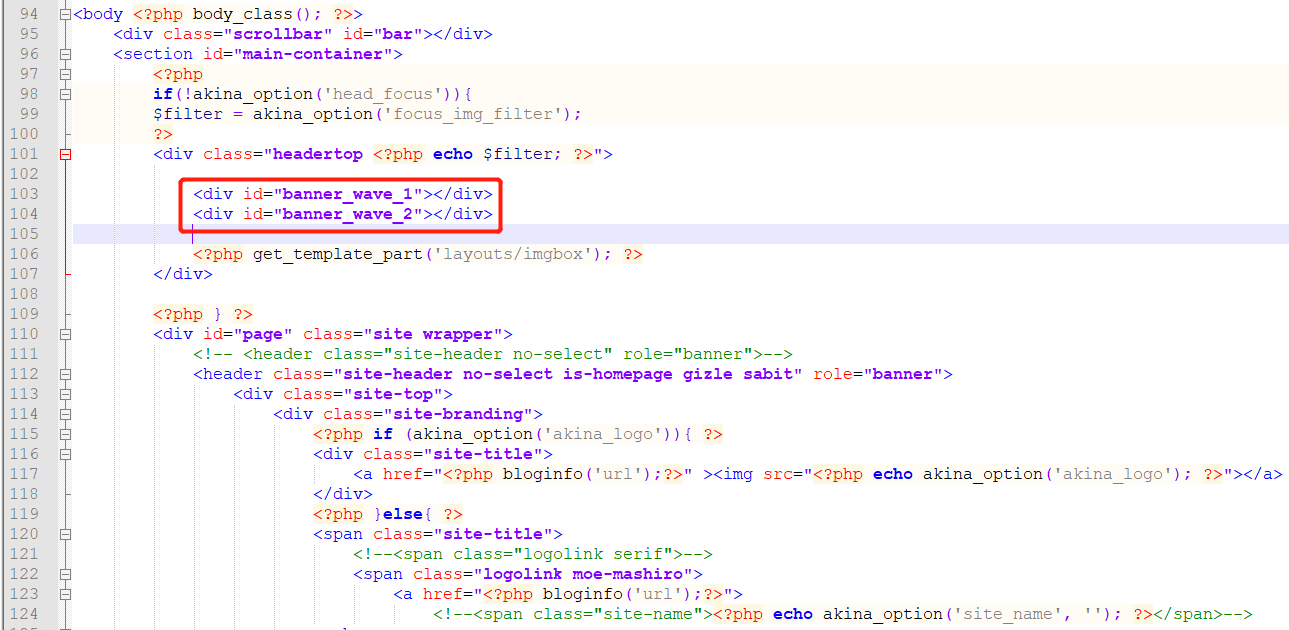 94 <body <?php body_class(); ?>>
95 <div class="scrollbar" id="bar"></div>
96 <section id="main-container">
97 <?php
98 if(!akina_option('head_focus')){
99 $filter = akina_option('focus_img_filter');
100 ?>
101 <div class="headertop <?php echo $filter; ?>">
102
103 <div id="banner_wave_1"></div>
104 <div id="banner_wave_2"></div>
105
106 <?php get_template_part('layouts/imgbox'); ?>
107 </div>
108
109 <?php } ?>
110 <div id="page" class="site wrapper">
111 <!-- <header class="site-header no-select" role="banner">-->
112 <header class="site-header no-select is-homepage gizle sabit" role="banner">
113 <div class="site-top">
114 <div class="site-branding">
115 <?php if (akina_option('akina_logo')){ ?>
116 <div class="site-title">
117 <a href="<?php bloginfo('url');?>" ><img src="<?php echo akina_option('akina_logo'); ?>"></a>
118 </div>
119 <?php }else{ ?>
120 <span class="site-title">
121 <!--<span class="logolink serif">-->
122 <span class="logolink moe-mashiro">
123 <a href="<?php bloginfo('url');?>">
124 <!--<span class="site-name"><?php echo akina_option('site_name', ''); ?></span>-->